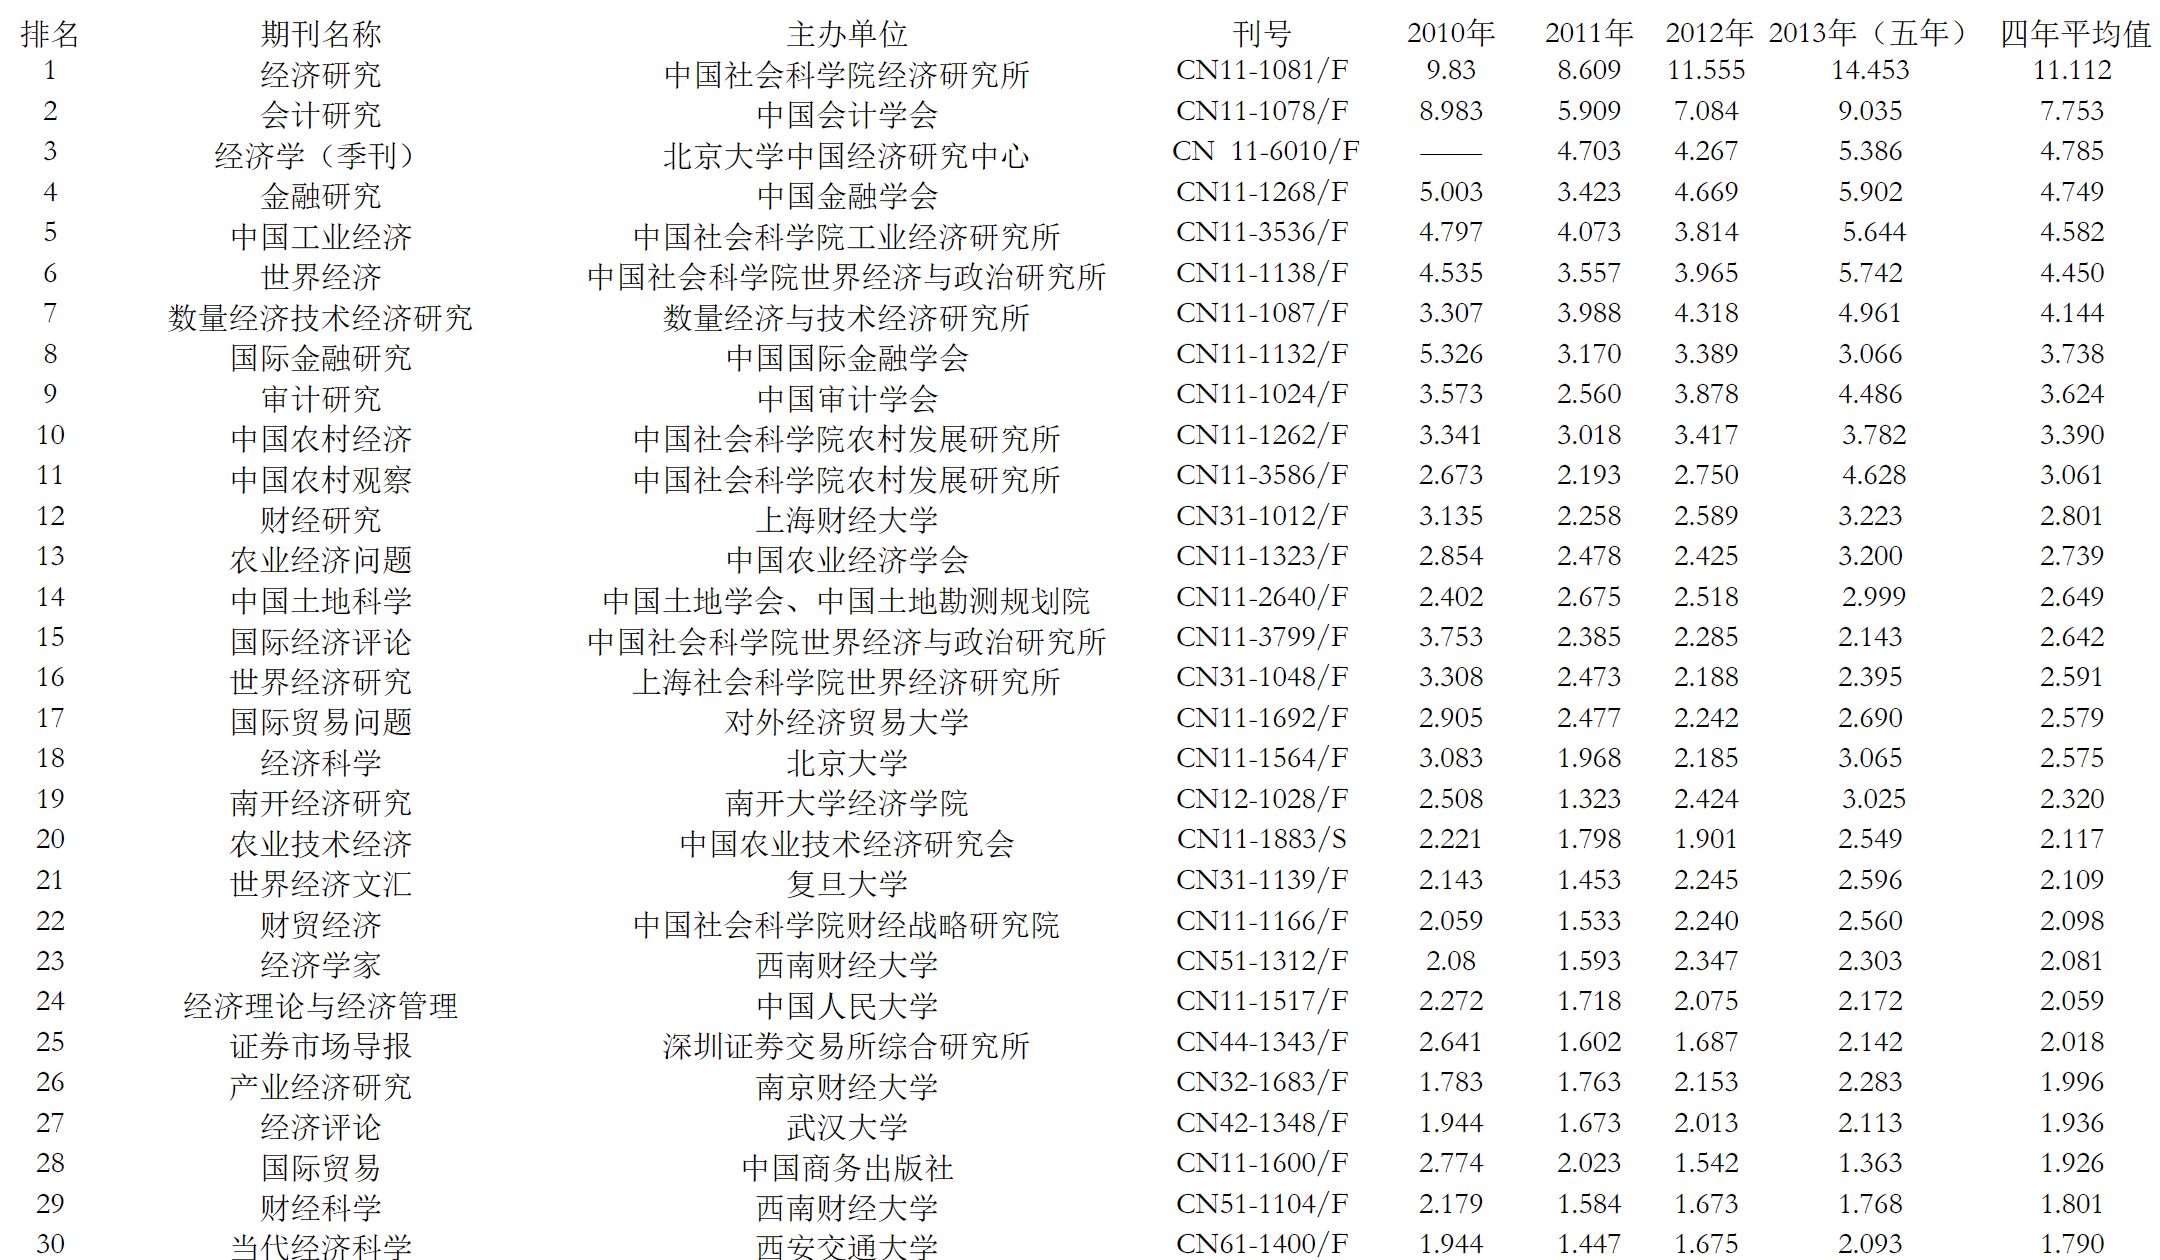 排名 期刊名称 主办单位 刊号 2010年 2011年 2012年 2013年（五年） 四年平均值
1 经济研究 中国社会科学院经济研究所 CN11-1081/F 9.83 8.609 11.555 14.453 11.112
2 会计研究 中国会计学会 CN11-1078/F 8.983 5.909 7.084 9.035 7.753
3 经济学（季刊） 北京大学中国经济研究中心 CN 11-6010/F —— 4.703 4.267 5.386 4.785
4 金融研究 中国金融学会 CN11-1268/F 5.003 3.423 4.669 5.902 4.749
5 中国工业经济 中国社会科学院工业经济研究所 CN11-3536/F 4.797 4.073 3.814 5.644 4.582
6 世界经济 中国社会科学院世界经济与政治研究所 CN11-1138/F 4.535 3.557 3.965 5.742 4.450
7 数量经济技术经济研究 数量经济与技术经济研究所 CN11-1087/F 3.307 3.988 4.318 4.961 4.144
8 国际金融研究 中国国际金融学会 CN11-1132/F 5.326 3.170 3.389 3.066 3.738
9 审计研究 中国审计学会 CN11-1024/F 3.573 2.560 3.878 4.486 3.624
10 中国农村经济 中国社会科学院农村发展研究所 CN11-1262/F 3.341 3.018 3.417 3.782 3.390
11 中国农村观察 中国社会科学院农村发展研究所 CN11-3586/F 2.673 2.193 2.750 4.628 3.061
12 财经研究 上海财经大学 CN31-1012/F 3.135 2.258 2.589 3.223 2.801
13 农业经济问题 中国农业经济学会 CN11-1323/F 2.854 2.478 2.425 3.200 2.739
14 中国土地科学 中国土地学会、中国土地勘测规划院 CN11-2640/F 2.402 2.675 2.518 2.999 2.649
15 国际经济评论 中国社会科学院世界经济与政治研究所 CN11-3799/F 3.753 2.385 2.285 2.143 2.642
16 世界经济研究 上海社会科学院世界经济研究所 CN31-1048/F 3.308 2.473 2.188 2.395 2.591
17 国际贸易问题 对外经济贸易大学 CN11-1692/F 2.905 2.477 2.242 2.690 2.579
18 经济科学 北京大学 CN11-1564/F 3.083 1.968 2.185 3.065 2.575
19 南开经济研究 南开大学经济学院 CN12-1028/F 2.508 1.323 2.424 3.025 2.320
20 农业技术经济 中国农业技术经济研究会 CN11-1883/S 2.221 1.798 1.901 2.549 2.117
21 世界经济文汇 复旦大学 CN31-1139/F 2.143 1.453 2.245 2.596 2.109
22 财贸经济 中国社会科学院财经战略研究院 CN11-1166/F 2.059 1.533 2.240 2.560 2.098
23 经济学家 西南财经大学 CN51-1312/F 2.08 1.593 2.347 2.303 2.081
24 经济理论与经济管理 中国人民大学 CN11-1517/F 2.272 1.718 2.075 2.172 2.059
25 证券市场导报 深圳证券交易所综合研究所 CN44-1343/F 2.641 1.602 1.687 2.142 2.018
26 产业经济研究 南京财经大学 CN32-1683/F 1.783 1.763 2.153 2.283 1.996
27 经济评论 武汉大学 CN42-1348/F 1.944 1.673 2.013 2.113 1.936
28 国际贸易 中国商务出版社 CN11-1600/F 2.774 2.023 1.542 1.363 1.926
29 财经科学 西南财经大学 CN51-1104/F 2.179 1.584 1.673 1.768 1.801
30 当代经济科学 西安交通大学 CN61-1400/F 1.944 1.447 1.675 2.093 1.790